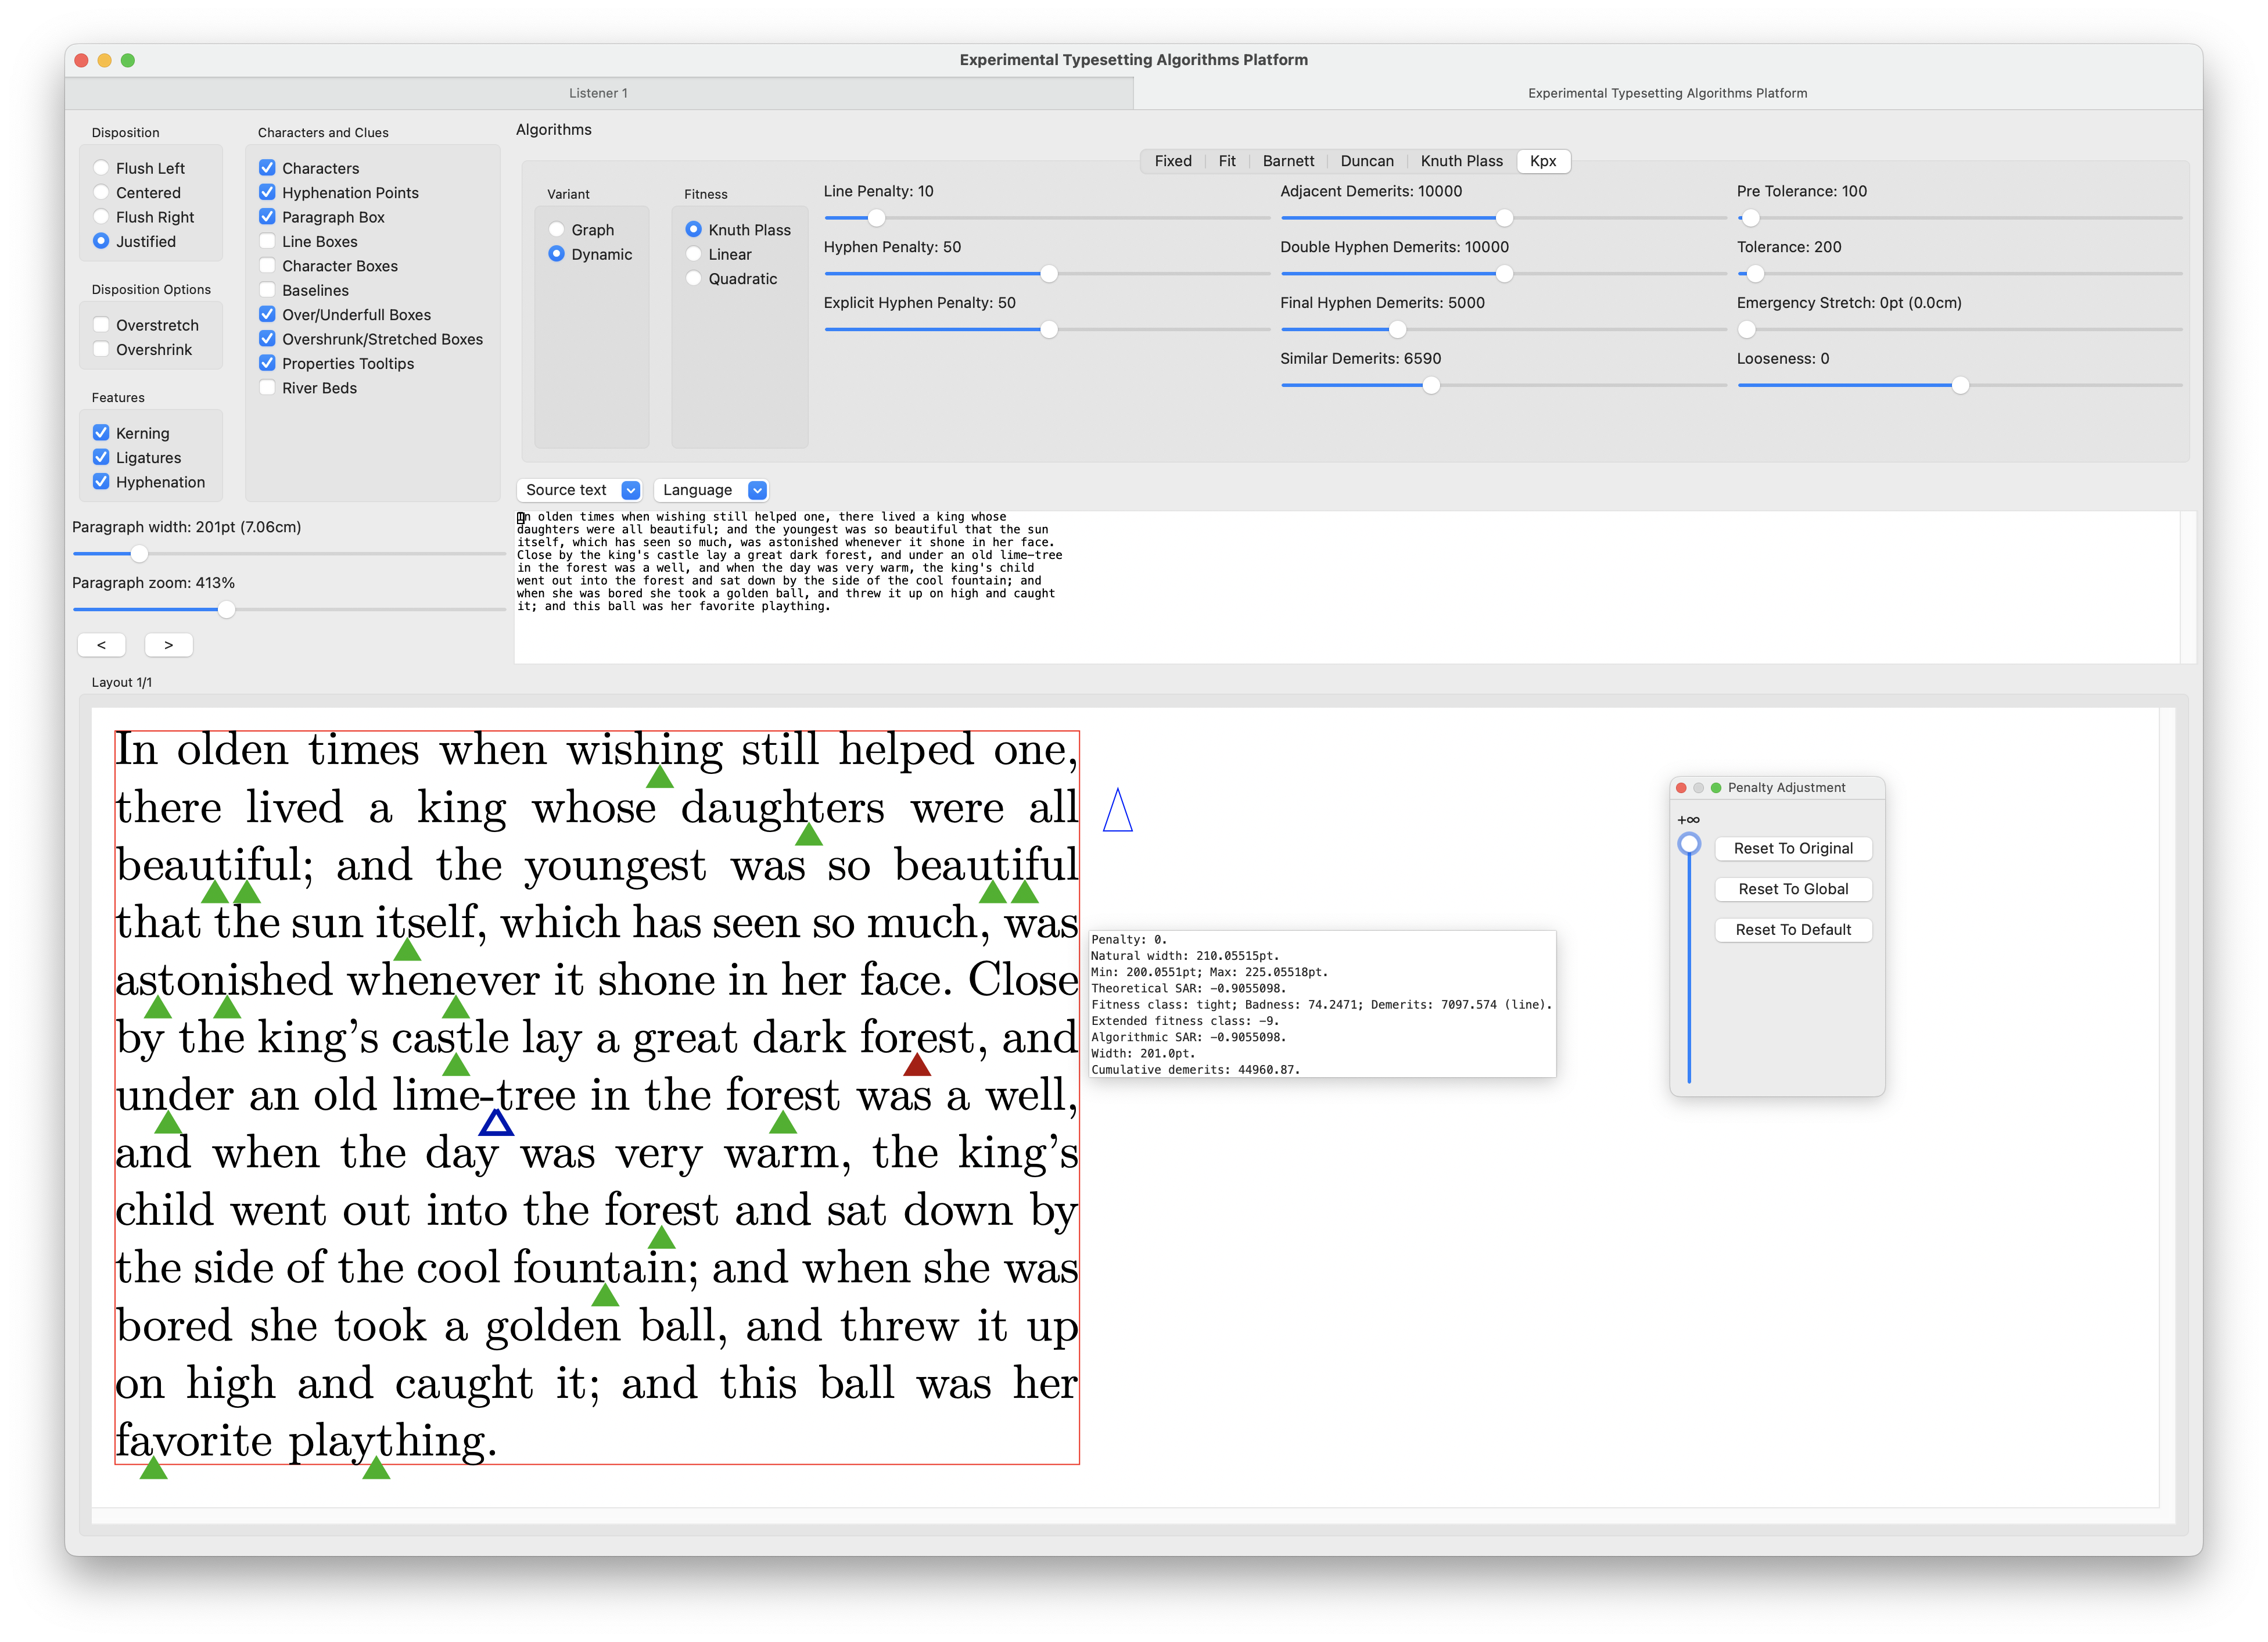 Experimental Typesetting Algorithms Platform
Listener 1
Experimental Typesetting Algorithms Platform
Disposition
Flush Left
Centered
Flush Right
Justified
Disposition Options
Overstretch
Overshrink
Features
Kerning
Ligatures
Hyphenation
Characters and Clues
Characters
Hyphenation Points
Paragraph Box
Line Boxes
Character Boxes
Baselines
Over/Underfull Boxes
Overshrunk/Stretched Boxes
Properties Tooltips
River Beds
Paragraph width: 201pt (7.06cm)
Paragraph zoom: 413%
<
>
Algorithms
Fixed
Fit
Barnett
Duncan
Knuth Plass
Kpx
Variant
Graph
Dynamic
Fitness
Knuth Plass
Linear
Quadratic
Line Penalty: 10
Hyphen Penalty: 50
Explicit Hyphen Penalty: 50
Adjacent Demerits: 10000
Double Hyphen Demerits: 10000
Final Hyphen Demerits: 5000
Similar Demerits: 6590
Pre Tolerance: 100
Tolerance: 200
Emergency Stretch: 0pt (0.0cm)
Looseness: 0
Source text
Language
In olden times when wishing still helped one, there lived a king whose
daughters were all beautiful; and the youngest was so beautiful that the sun
itself, which has seen so much, was astonished whenever it shone in her face.
Close by the king's castle lay a great dark forest, and under an old lime-tree
in the forest was a well, and when the day was very warm, the king's child
went out into the forest and sat down by the side of the cool fountain; and
when she was bored she took a golden ball, and threw it up on high and caught
it; and this ball was her favorite plaything.
Layout 1/1
In olden times when wishing still helped one,
there lived a king whose daughters were all
beautiful; and the youngest was so beautiful
that the sun itself, which has seen so much, was
astonished whenever it shone in her face. Close
by the king’s castle lay a great dark forest, and
under an old lime-tree in the forest was a well,
and when the day was very warm, the king’s
child went out into the forest and sat down by
the side of the cool fountain; and when she was
bored she took a golden ball, and threw it up
on high and caught it; and this ball was her
favorite plaything.
Penalty: 0.
Natural width: 210.05515pt.
Min: 200.0551pt; Max: 225.05518pt.
Theoretical SAR: -0.9055098.
Fitness class: tight; Badness: 74.2471; Demerits: 7097.574 (line).
Extended fitness class: -9.
Algorithmic SAR: -0.9055098.
Width: 201.0pt.
Cumulative demerits: 44960.87.
Penalty Adjustment
+∞
Reset To Original
Reset To Global
Reset To Default